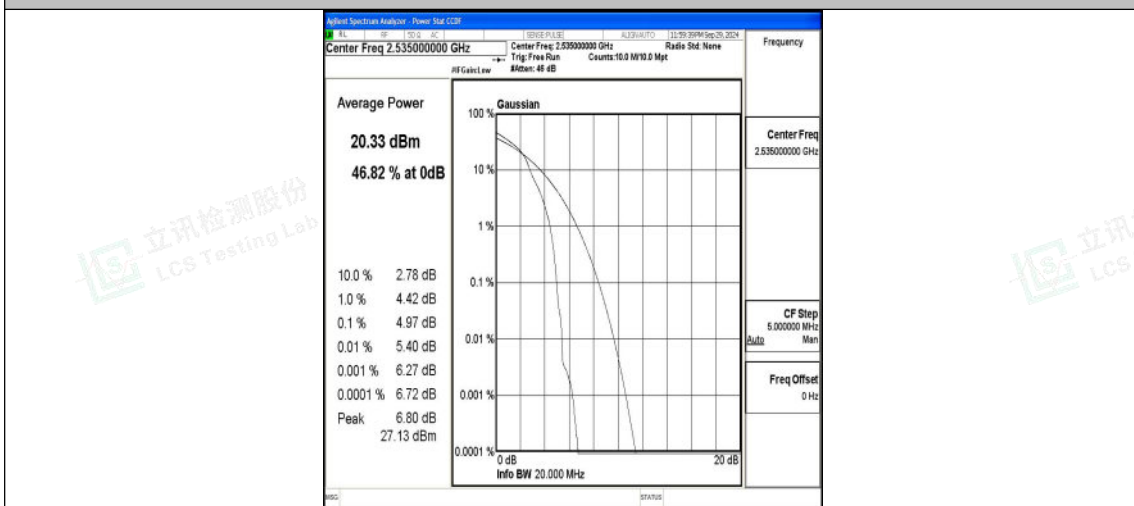 Agilent Spectrum Analyzer - Power Stat CCDF
RL RF 50 Ω AC SENSE:PULSE ALIGNAUTO 11:59:39PM Sep 29, 2024
Center Freq 2.535000000 GHz
Center Freq: 2.535000000 GHz Radio Std: None
Trig: Free Run Counts:10.0 M/10.0 Mpt
#IFGain:Low #Atten: 46 dB
Frequency
Average Power
20.33 dBm
46.82 % at 0dB
10.0 % 2.78 dB
1.0 % 4.42 dB
0.1 % 4.97 dB
0.01 % 5.40 dB
0.001 % 6.27 dB
0.0001 % 6.72 dB
Peak 6.80 dB
27.13 dBm
Gaussian
100 %
10 %
1 %
0.1 %
0.01 %
0.001 %
0.0001 %
0 dB 20 dB
Info BW 20.000 MHz
Center Freq
2.535000000 GHz
CF Step
5.000000 MHz
Auto Man
Freq Offset
0 Hz
MSG STATUS
立讯检测股份
LCS Testing Lab
立讯
LCS